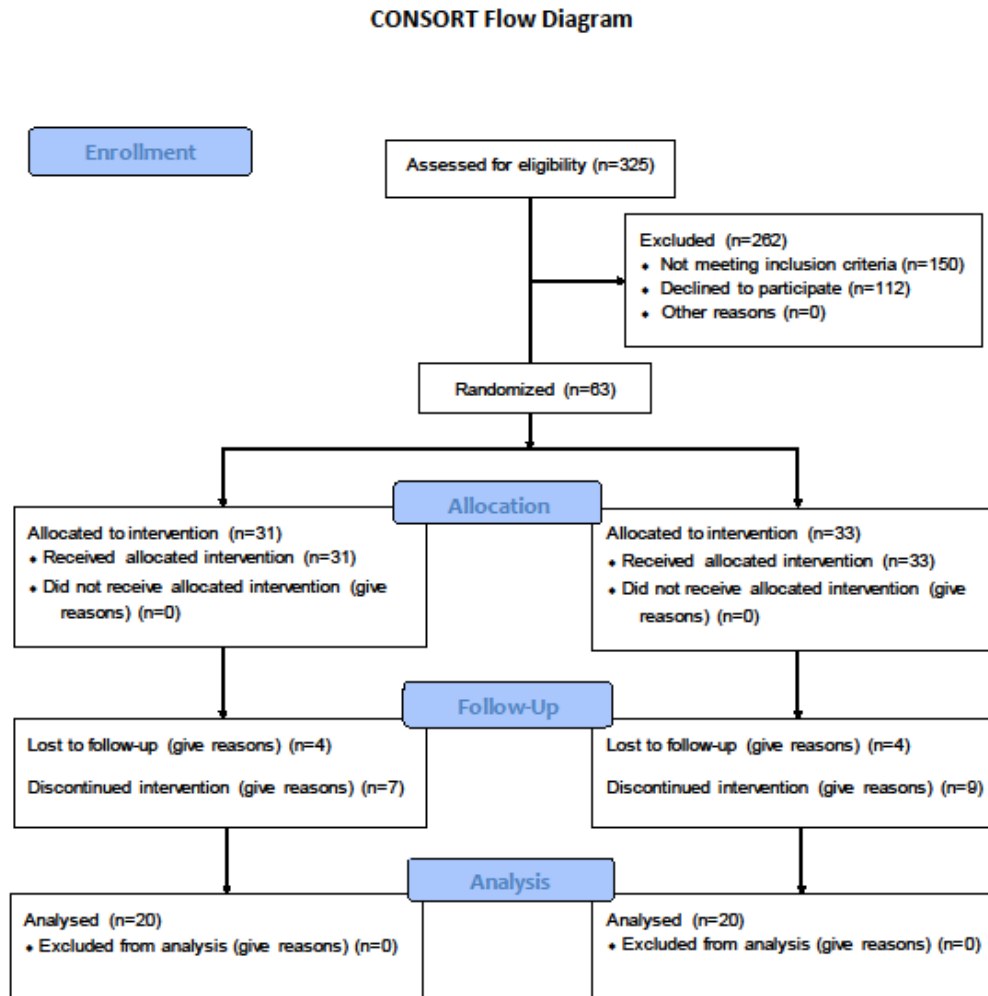 CONSORT Flow Diagram
Enrollment
Assessed for eligibility (n=325)
Excluded (n=262)
⬥ Not meeting inclusion criteria (n=150)
⬥ Declined to participate (n=112)
⬥ Other reasons (n=0)
Randomized (n=63)
Allocation
Allocated to intervention (n=31)
⬥ Received allocated intervention (n=31)
⬥ Did not receive allocated intervention (give
reasons) (n=0)
Allocated to intervention (n=33)
⬥ Received allocated intervention (n=33)
⬥ Did not receive allocated intervention (give
reasons) (n=0)
Follow-Up
Lost to follow-up (give reasons) (n=4)
Discontinued intervention (give reasons) (n=7)
Lost to follow-up (give reasons) (n=4)
Discontinued intervention (give reasons) (n=9)
Analysis
Analysed (n=20)
⬥ Excluded from analysis (give reasons) (n=0)
Analysed (n=20)
⬥ Excluded from analysis (give reasons) (n=0)